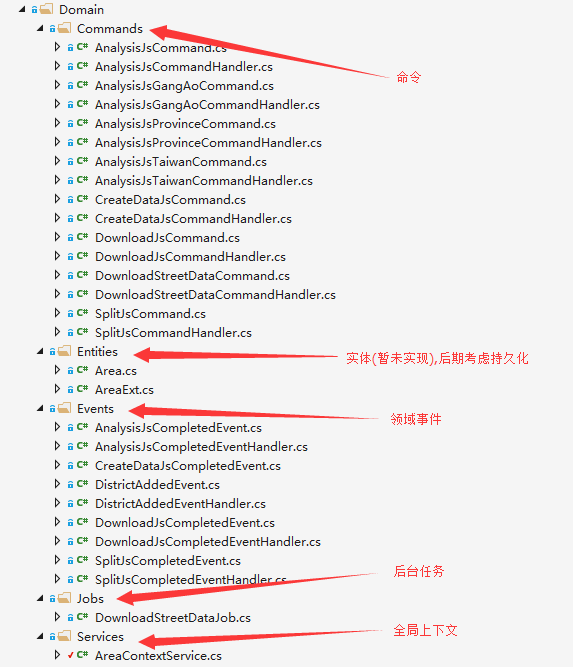 Domain
Commands
AnalysisJsCommand.cs
命令
AnalysisJsCommandHandler.cs
AnalysisJsGangAoCommand.cs
AnalysisJsGangAoCommandHandler.cs
AnalysisJsProvinceCommand.cs
AnalysisJsProvinceCommandHandler.cs
AnalysisJsTaiwanCommand.cs
AnalysisJsTaiwanCommandHandler.cs
CreateDataJsCommand.cs
CreateDataJsCommandHandler.cs
DownloadJsCommand.cs
DownloadJsCommandHandler.cs
DownloadStreetDataCommand.cs
DownloadStreetDataCommandHandler.cs
SplitJsCommand.cs
SplitJsCommandHandler.cs
Entities
实体(暂未实现),后期考虑持久化
Area.cs
AreaExt.cs
Events
领域事件
AnalysisJsCompletedEvent.cs
AnalysisJsCompletedEventHandler.cs
CreateDataJsCompletedEvent.cs
DistrictAddedEvent.cs
DistrictAddedEventHandler.cs
DownloadJsCompletedEvent.cs
DownloadJsCompletedEventHandler.cs
SplitJsCompletedEvent.cs
SplitJsCompletedEventHandler.cs
后台任务
Jobs
DownloadStreetDataJob.cs
Services
全局上下文
AreaContextService.cs